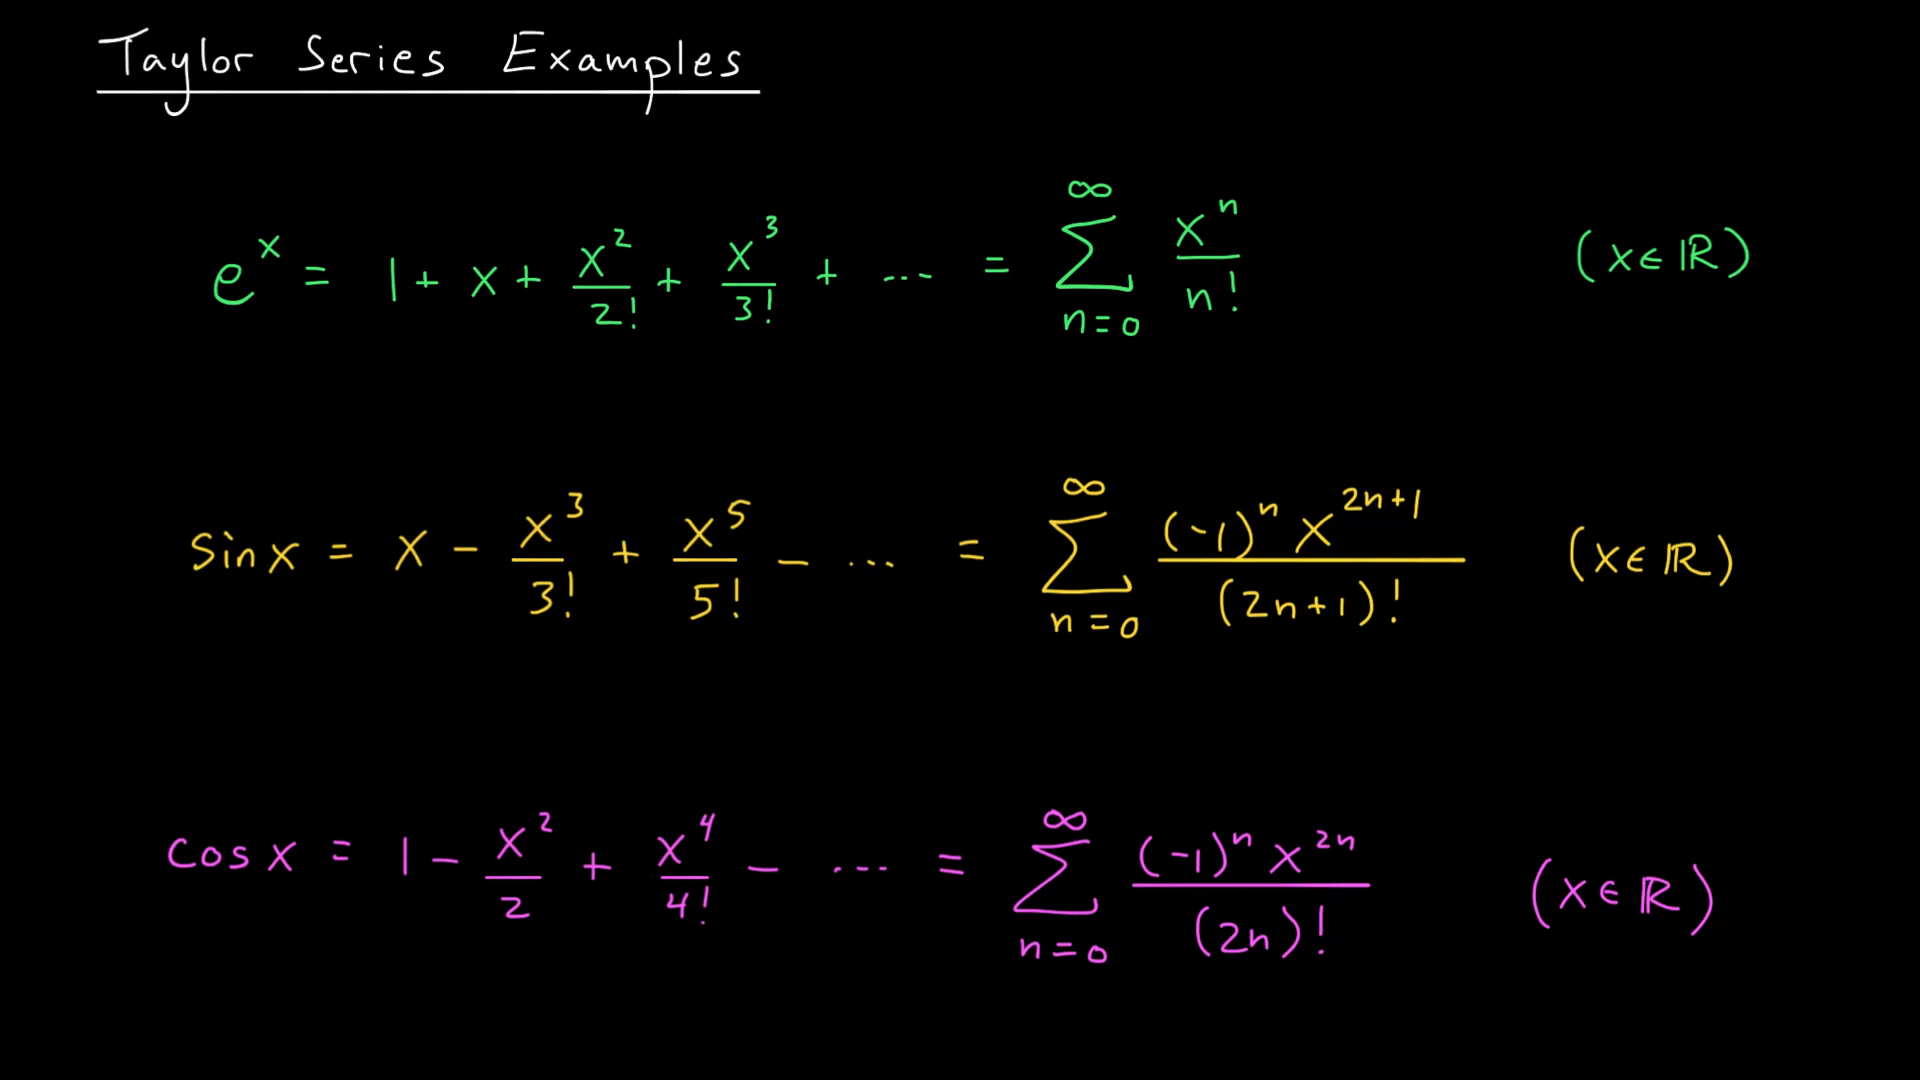 Taylor Series Examples
e^x = 1 + x + x^2/2! + x^3/3! + ... = ∑_{n=0}^{∞} x^n/n! (x ∈ ℝ)
Sin x = x - x^3/3! + x^5/5! - ... = ∑_{n=0}^{∞} (-1)^n x^{2n+1}/(2n+1)! (x ∈ ℝ)
Cos x = 1 - x^2/2 + x^4/4! - ... = ∑_{n=0}^{∞} (-1)^n x^{2n}/(2n)! (x ∈ ℝ)